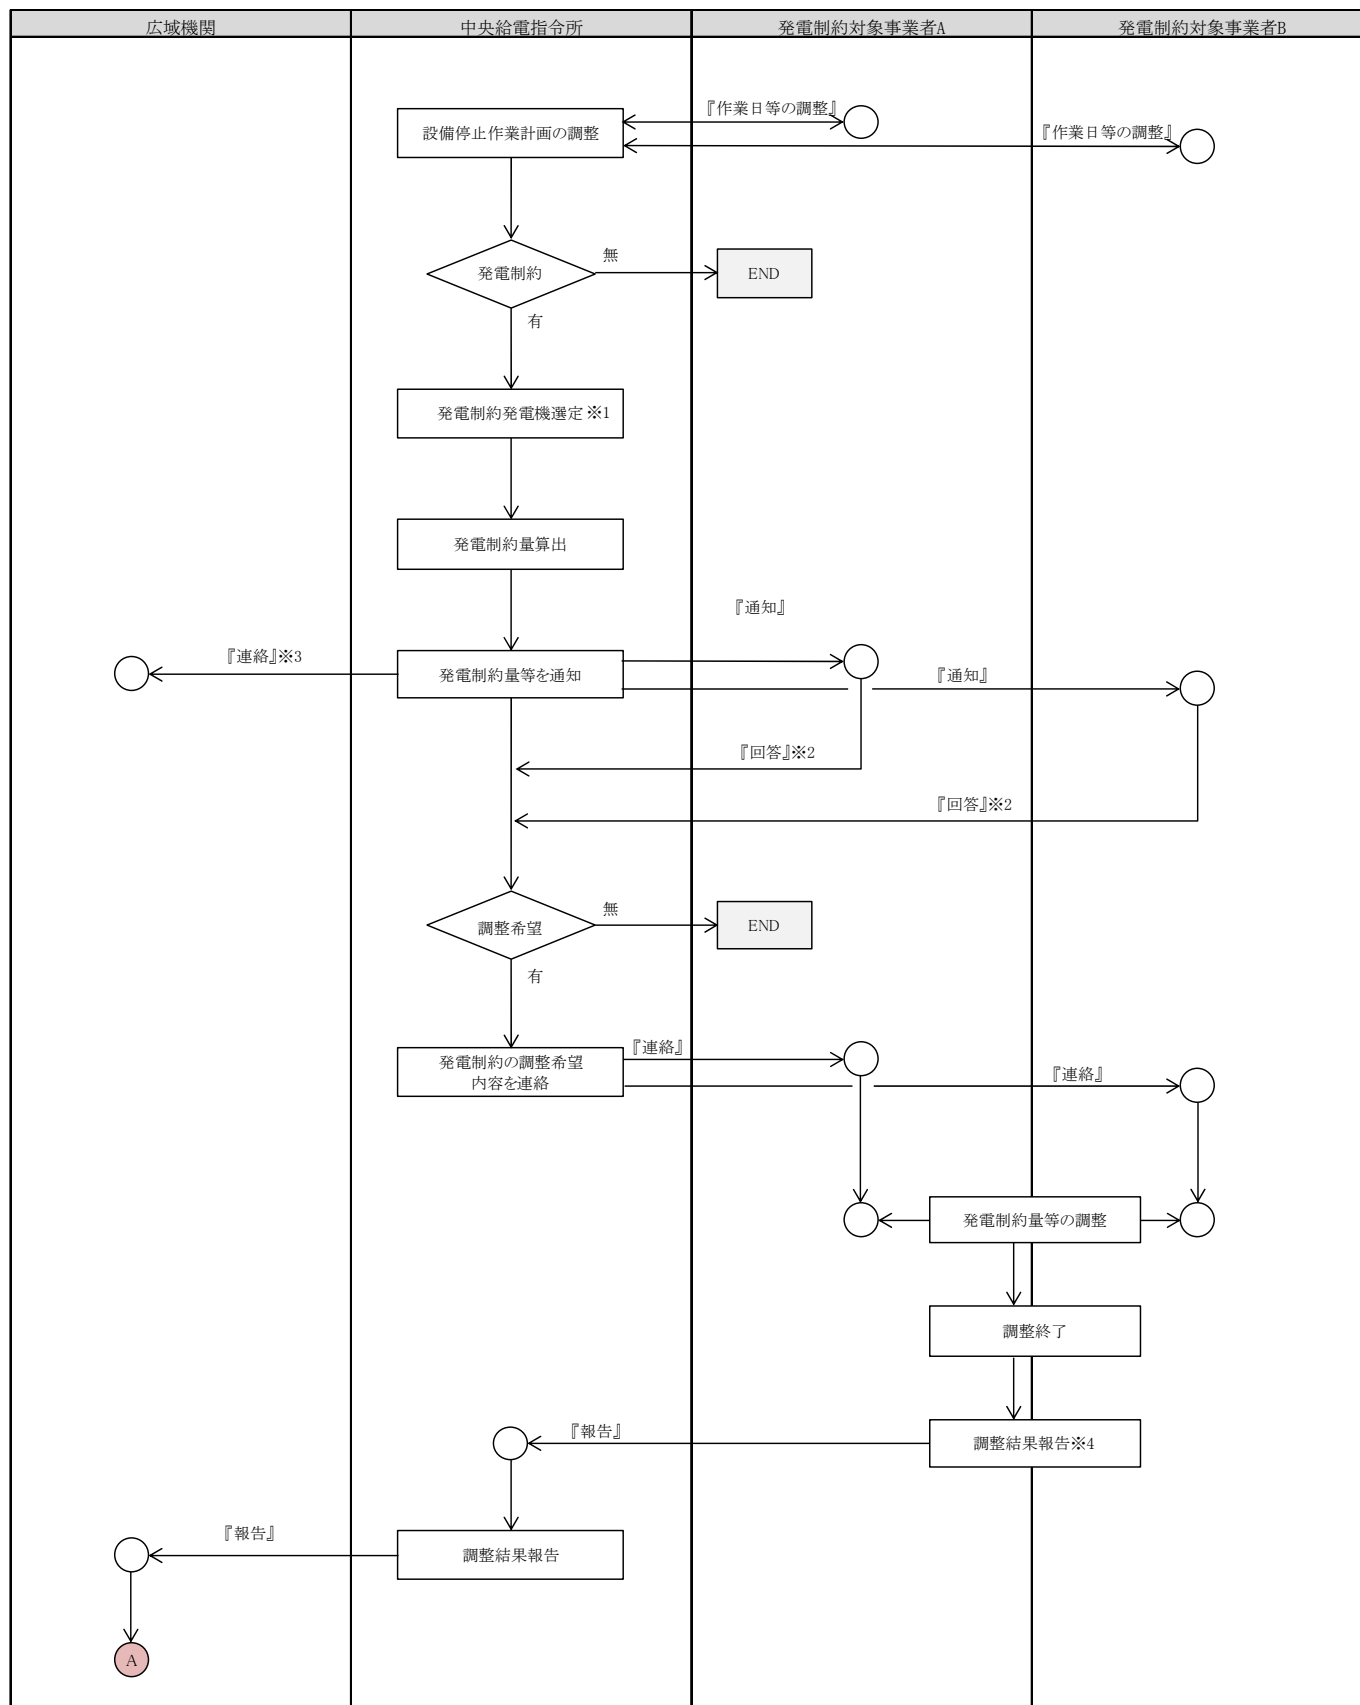 広域機関
中央給電指令所
発電制約対象事業者A
発電制約対象事業者B
『作業日等の調整』
設備停止作業計画の調整
『作業日等の調整』
無
発電制約
END
有
発電制約発電機選定※1
発電制約量算出
『通知』
『連絡』※3
発電制約量等を通知
『通知』
『回答』※2
『回答』※2
無
調整希望
END
有
『連絡』
発電制約の調整希望
内容を連絡
『連絡』
発電制約量等の調整
調整終了
『報告』
調整結果報告※4
『報告』
調整結果報告
A